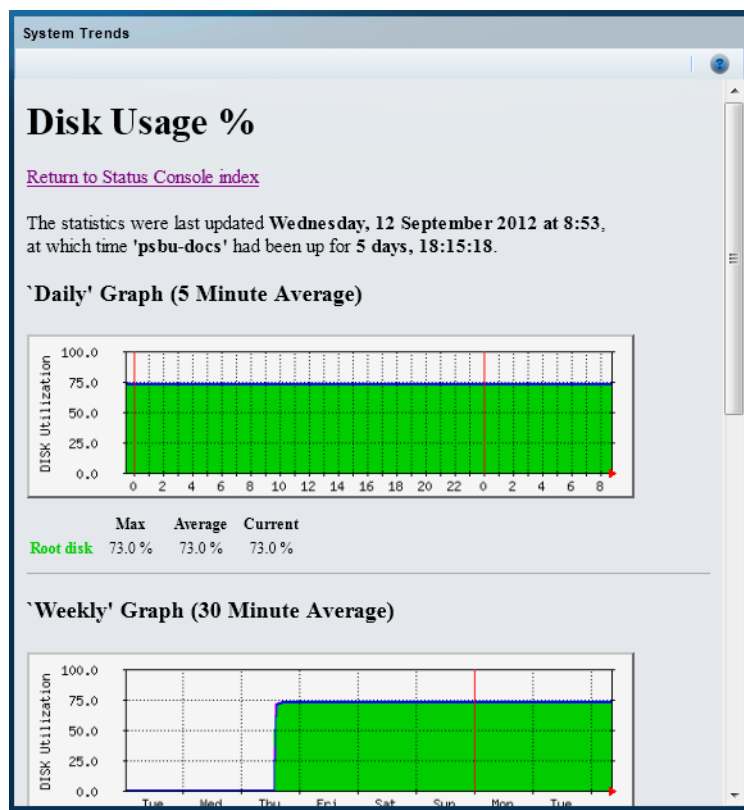 System Trends
?
Disk Usage %
Return to Status Console index
The statistics were last updated Wednesday, 12 September 2012 at 8:53,
at which time 'psbu-docs' had been up for 5 days, 18:15:18.
`Daily' Graph (5 Minute Average)
DISK Utilization
100.0
75.0
50.0
25.0
0.0
0 2 4 6 8 10 12 14 16 18 20 22 0 2 4 6 8
Max Average Current
Root disk 73.0 % 73.0 % 73.0 %
`Weekly' Graph (30 Minute Average)
DISK Utilization
100.0
75.0
50.0
25.0
0.0
Tue Wed Thu Fri Sat Sun Mon Tue